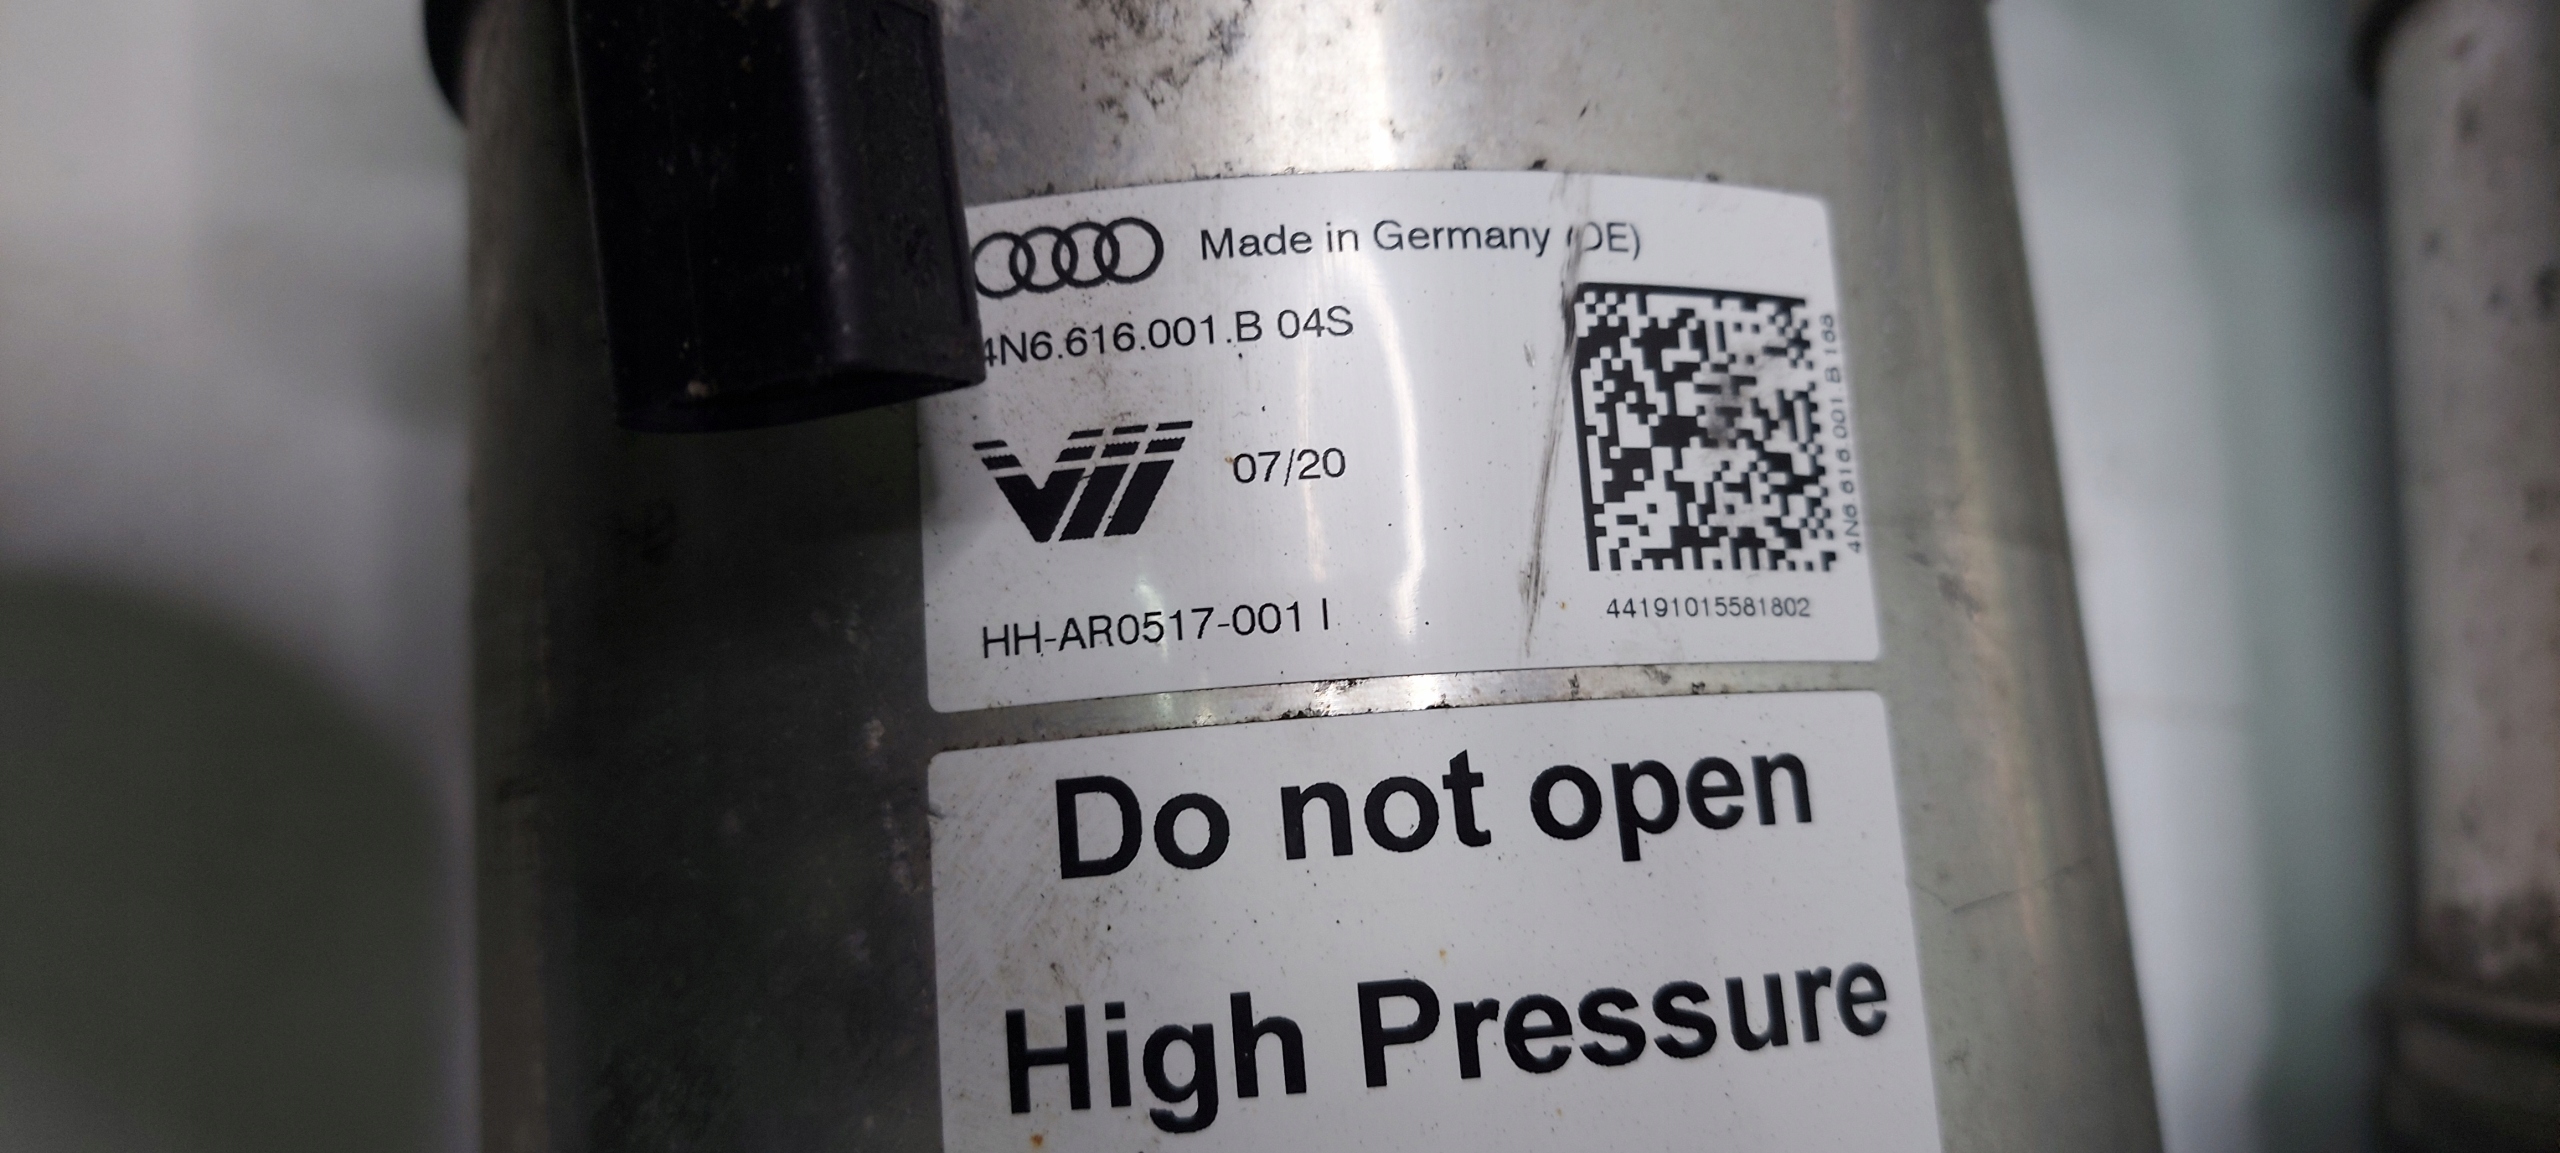 Made in Germany (DE)
4N6.616.001.B 04S
07/20
HH-AR0517-001 I
4N6.616.001.B 188
44191015581802
Do not open
High Pressure